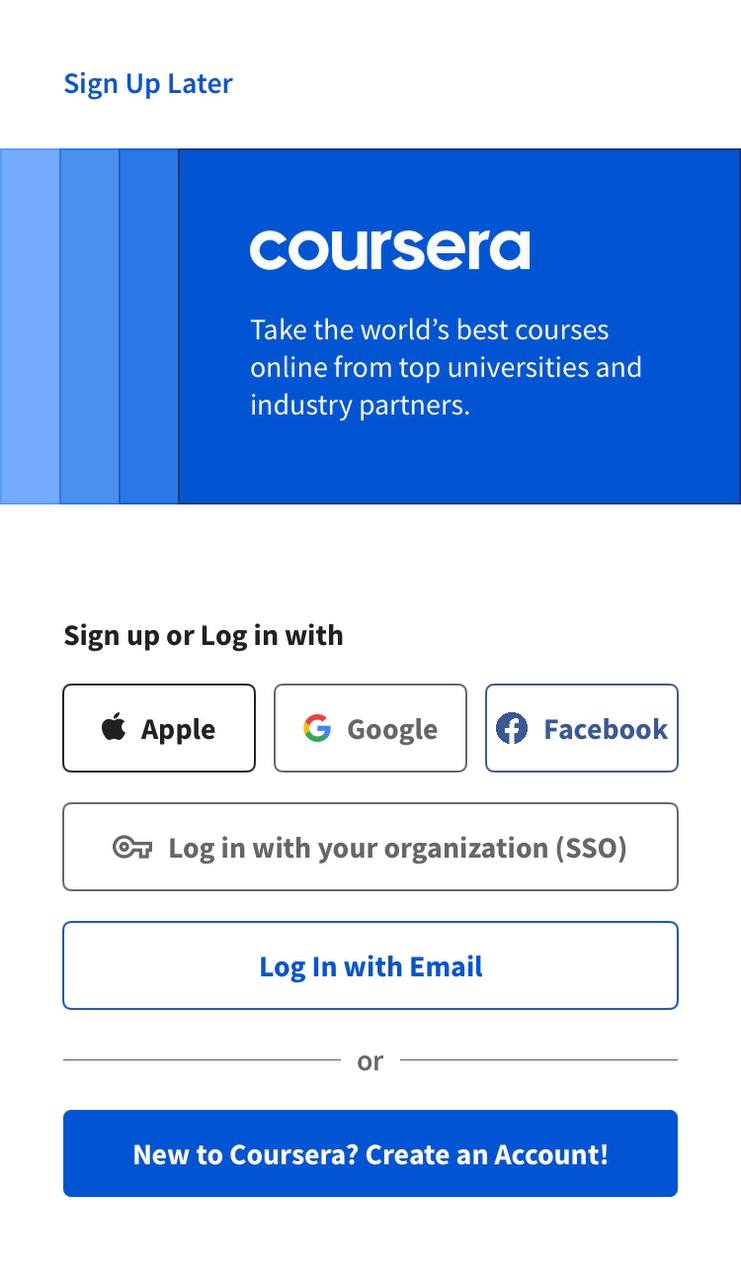 Sign Up Later
coursera
Take the world’s best courses
online from top universities and
industry partners.
Sign up or Log in with
Apple
Google
Facebook
Log in with your organization (SSO)
Log In with Email
or
New to Coursera? Create an Account!